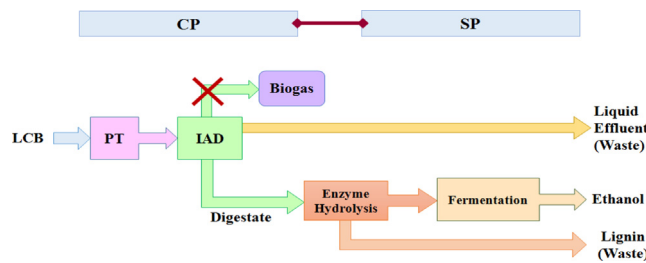 CP
SP
Biogas
LCB
PT
IAD
Liquid
Effluent
(Waste)
Digestate
Enzyme
Hydrolysis
Fermentation
Ethanol
Lignin
(Waste)